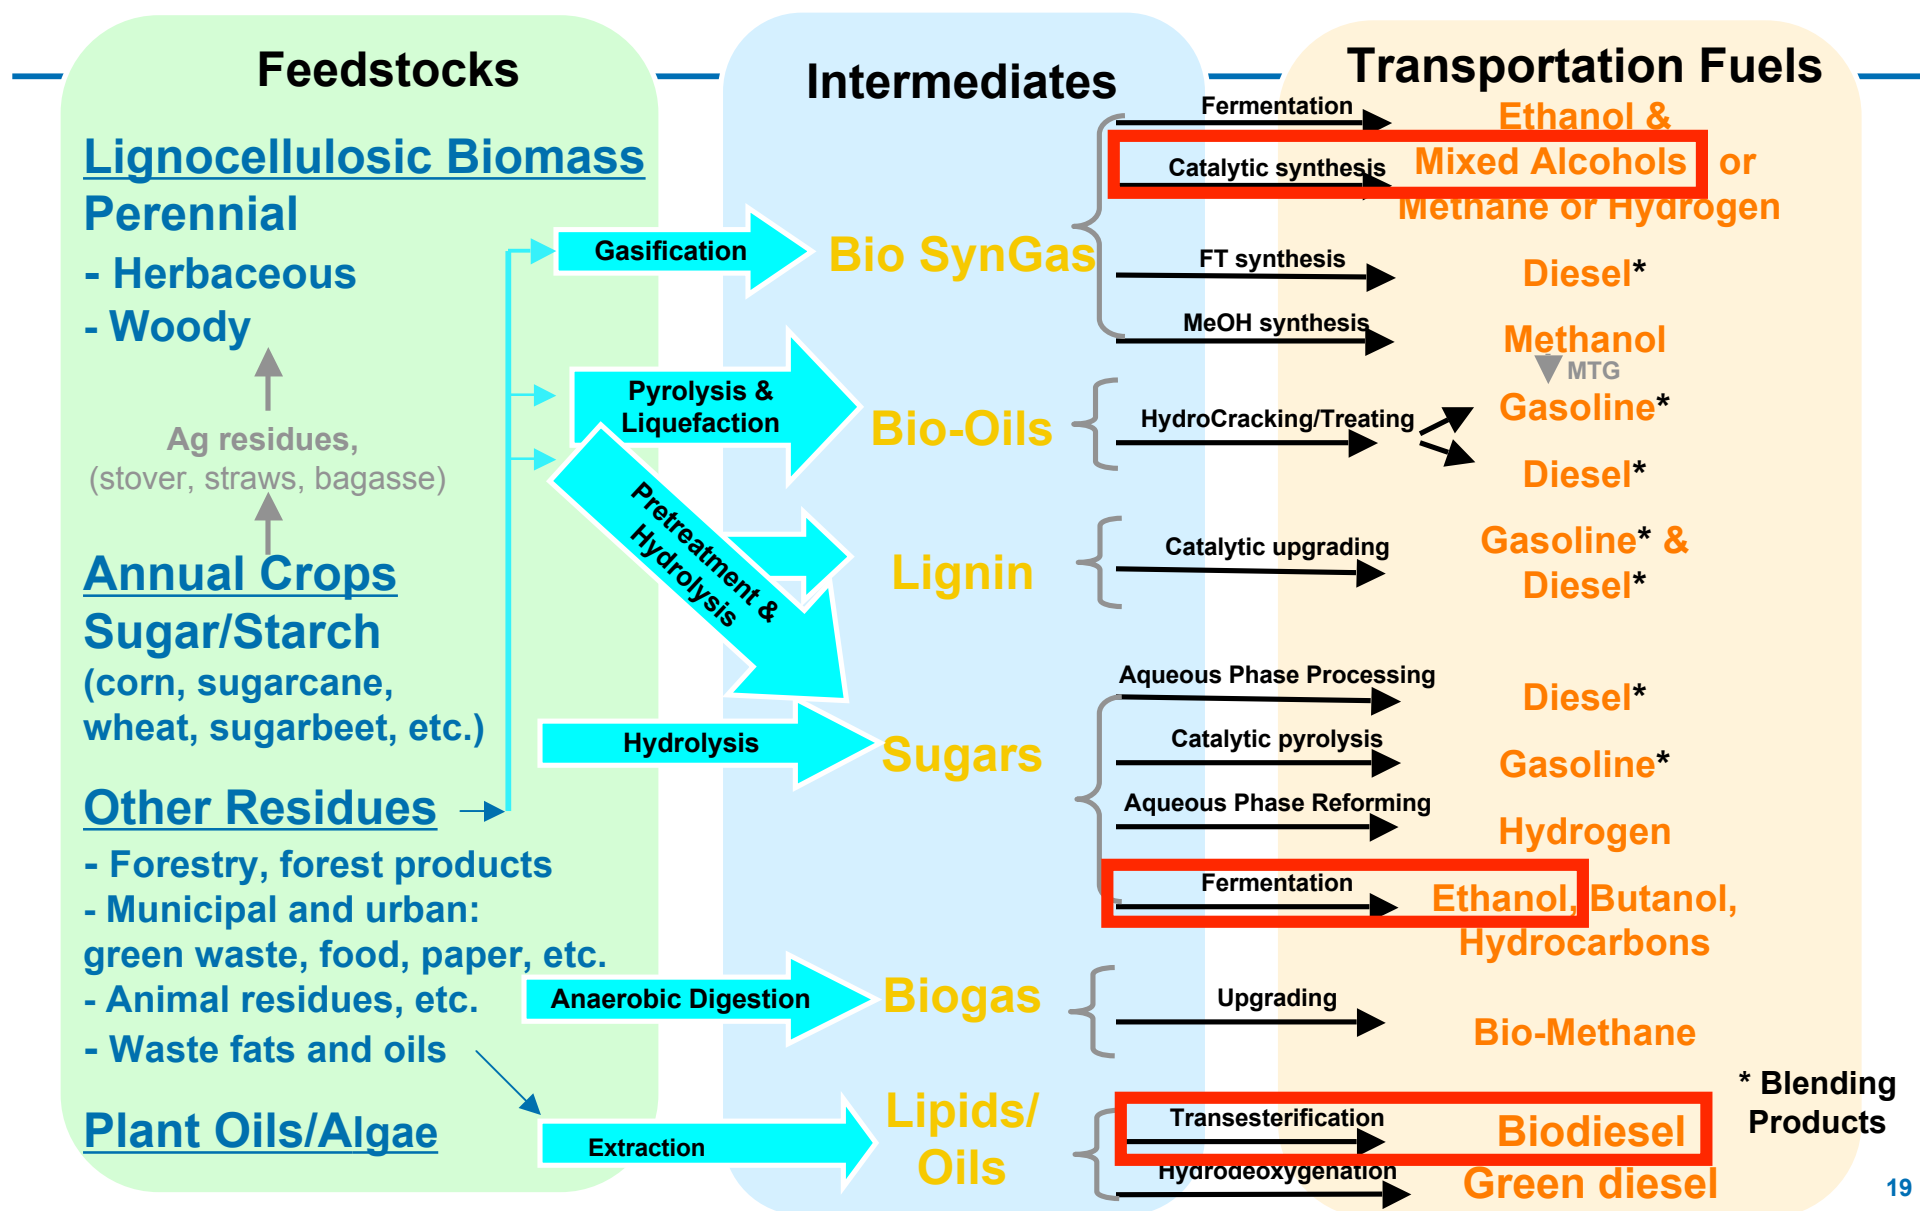 Feedstocks
Lignocellulosic Biomass
Perennial
- Herbaceous
- Woody
Ag residues,
(stover, straws, bagasse)
Annual Crops
Sugar/Starch
(corn, sugarcane,
wheat, sugarbeet, etc.)
Other Residues
- Forestry, forest products
- Municipal and urban:
green waste, food, paper, etc.
- Animal residues, etc.
- Waste fats and oils
Plant Oils/Algae
Gasification
Pyrolysis &
Liquefaction
Pretreatment &
Hydrolysis
Hydrolysis
Anaerobic Digestion
Extraction
Intermediates
Bio SynGas
Bio-Oils
Lignin
Sugars
Biogas
Lipids/
Oils
Transportation Fuels
Fermentation
Ethanol &
Catalytic synthesis
Mixed Alcohols or
Methane or Hydrogen
FT synthesis
Diesel*
MeOH synthesis
Methanol
MTG
HydroCracking/Treating
Gasoline*
Diesel*
Catalytic upgrading
Gasoline* &
Diesel*
Aqueous Phase Processing
Diesel*
Catalytic pyrolysis
Gasoline*
Aqueous Phase Reforming
Hydrogen
Fermentation
Ethanol, Butanol,
Hydrocarbons
Upgrading
Bio-Methane
Transesterification
Biodiesel
Hydrodeoxygenation
Green diesel
* Blending
Products
19